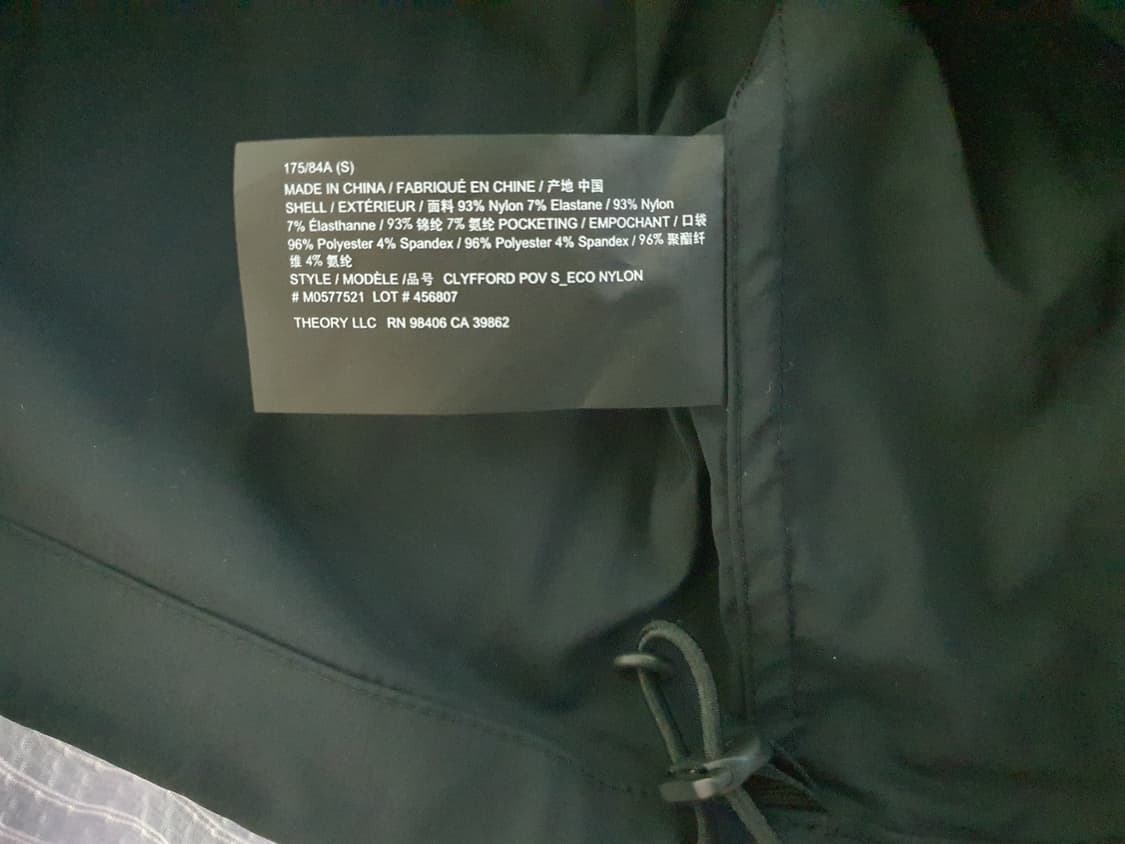 175/84A (S)
MADE IN CHINA / FABRIQUÉ EN CHINE / 产地 中国
SHELL / EXTÉRIEUR / 面料 93% Nylon 7% Elastane / 93% Nylon
7% Élasthanne / 93% 锦纶 7% 氨纶 POCKETING / EMPOCHANT / 口袋
96% Polyester 4% Spandex / 96% Polyester 4% Spandex / 96% 聚酯纤
维 4% 氨纶
STYLE / MODÈLE /品号 CLYFFORD POV S_ECO NYLON
# M0577521 LOT # 456807
THEORY LLC RN 98406 CA 39862